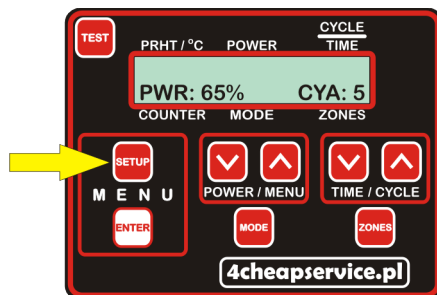 TEST
CYCLE
PRHT / °C POWER TIME
PWR: 65% CYA: 5
COUNTER MODE ZONES
SETUP
POWER / MENU TIME / CYCLE
M E N U
ENTER MODE ZONES
4cheapservice.pl